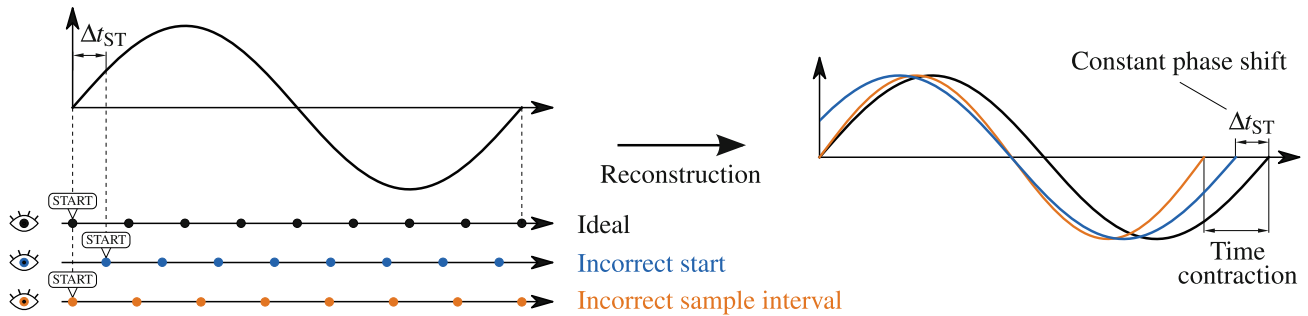 Δt_ST
START
Ideal
START
Incorrect start
START
Incorrect sample interval
Reconstruction
Constant phase shift
Δt_ST
Time
contraction